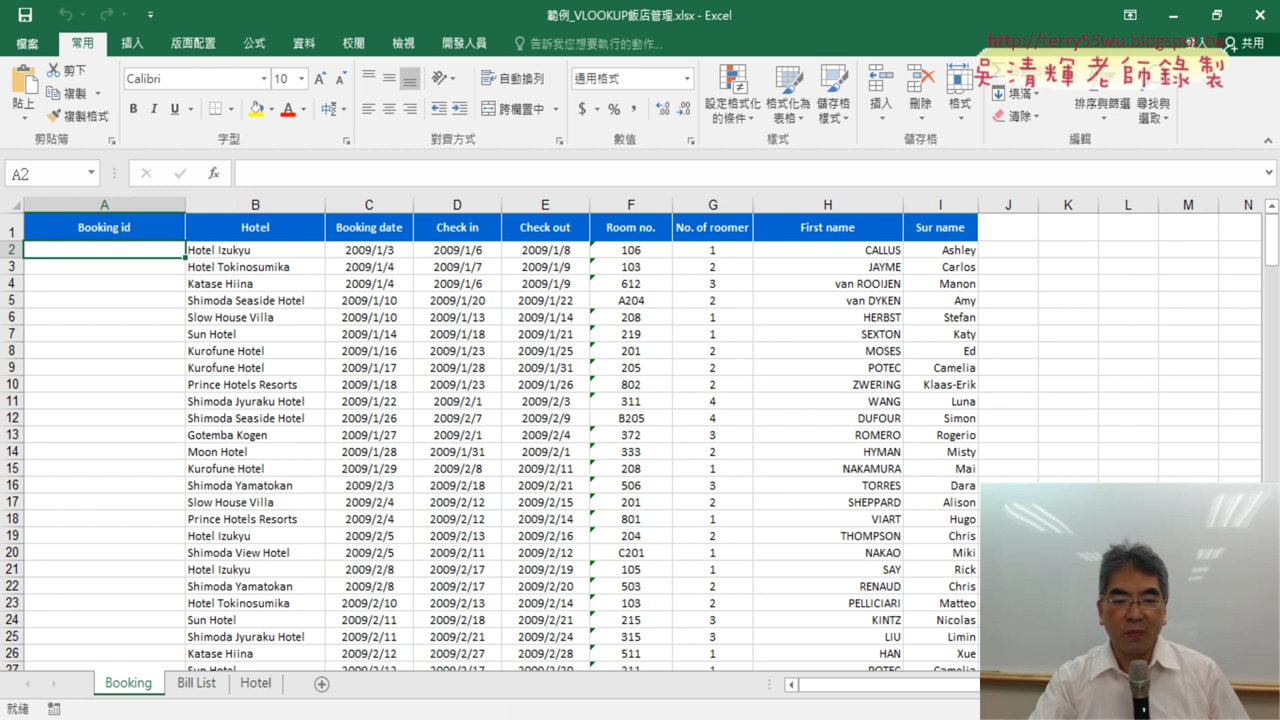 範例_VLOOKUP飯店管理.xlsx - Excel
檔案 常用 插入 版面配置 公式 資料 校閱 檢視 開發人員 告訴我您想要執行的動作... 共用
http://terry55wu.blogspot.tw
吳清輝老師錄製
貼上 剪下 複製 複製格式 剪貼簿
Calibri 10 B I U 字型
自動換列 跨欄置中 對齊方式
通用格式 $ % , 數值
設定格式化的條件 格式化為表格 儲存格樣式 樣式
插入 刪除 格式 儲存格
填滿 清除 排序與篩選 尋找與選取 編輯
A2 fx
A B C D E F G H I J K L M N
1 Booking id Hotel Booking date Check in Check out Room no. No. of roomer First name Sur name
2 Hotel Izukyu 2009/1/3 2009/1/6 2009/1/8 106 1 CALLUS Ashley
3 Hotel Tokinosumika 2009/1/4 2009/1/7 2009/1/9 103 2 JAYME Carlos
4 Katase Hiina 2009/1/4 2009/1/6 2009/1/9 612 3 van ROOIJEN Manon
5 Shimoda Seaside Hotel 2009/1/10 2009/1/20 2009/1/22 A204 2 van DYKEN Amy
6 Slow House Villa 2009/1/10 2009/1/13 2009/1/14 208 1 HERBST Stefan
7 Sun Hotel 2009/1/14 2009/1/18 2009/1/21 219 1 SEXTON Katy
8 Kurofune Hotel 2009/1/16 2009/1/23 2009/1/25 201 2 MOSES Ed
9 Kurofune Hotel 2009/1/17 2009/1/28 2009/1/31 205 2 POTEC Camelia
10 Prince Hotels Resorts 2009/1/18 2009/1/23 2009/1/26 802 2 ZWERING Klaas-Erik
11 Shimoda Jyuraku Hotel 2009/1/22 2009/2/1 2009/2/3 311 4 WANG Luna
12 Shimoda Seaside Hotel 2009/1/26 2009/2/7 2009/2/9 B205 4 DUFOUR Simon
13 Gotemba Kogen 2009/1/27 2009/2/1 2009/2/4 372 3 ROMERO Rogerio
14 Moon Hotel 2009/1/28 2009/1/31 2009/2/1 333 2 HYMAN Misty
15 Kurofune Hotel 2009/1/29 2009/2/8 2009/2/11 208 1 NAKAMURA Mai
16 Shimoda Yamatokan 2009/2/3 2009/2/18 2009/2/21 506 3 TORRES Dara
17 Slow House Villa 2009/2/4 2009/2/12 2009/2/15 201 2 SHEPPARD Alison
18 Prince Hotels Resorts 2009/2/4 2009/2/12 2009/2/14 801 1 VIART Hugo
19 Hotel Izukyu 2009/2/5 2009/2/13 2009/2/16 204 2 THOMPSON Chris
20 Shimoda View Hotel 2009/2/5 2009/2/11 2009/2/12 C201 1 NAKAO Miki
21 Hotel Izukyu 2009/2/8 2009/2/17 2009/2/19 105 1 SAY Rick
22 Shimoda Yamatokan 2009/2/8 2009/2/17 2009/2/20 503 2 RENAUD Chris
23 Hotel Tokinosumika 2009/2/10 2009/2/13 2009/2/14 103 2 PELLICIARI Matteo
24 Sun Hotel 2009/2/11 2009/2/18 2009/2/21 215 3 KINTZ Nicolas
25 Shimoda Jyuraku Hotel 2009/2/11 2009/2/21 2009/2/24 315 3 LIU Limin
26 Katase Hiina 2009/2/12 2009/2/27 2009/2/28 511 1 HAN Xue
27 Sun Hotel 2009/2/12 2009/2/17 2009/2/20 211 1 POTEC Camelia
Booking Bill List Hotel
就緒